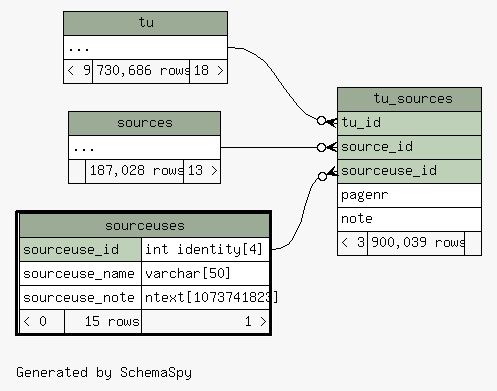 tu
...
< 9 730,686 rows 18 >
sources
...
187,028 rows 13 >
sourceuses
sourceuse_id int identity[4]
sourceuse_name varchar[50]
sourceuse_note ntext[1073741823]
< 0 15 rows 1 >
tu_sources
tu_id
source_id
sourceuse_id
pagenr
note
< 3 900,039 rows
Generated by SchemaSpy